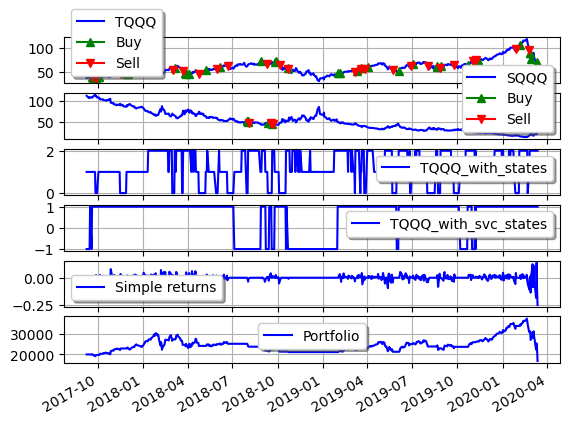 TQQQ
Buy
Sell
100
50
SQQQ
Buy
Sell
100
50
2
0
TQQQ_with_states
1
0
−1
TQQQ_with_svc_states
0.00
−0.25
Simple returns
30000
20000
Portfolio
2017-10 2018-01 2018-04 2018-07 2018-10 2019-01 2019-04 2019-07 2019-10 2020-01 2020-04